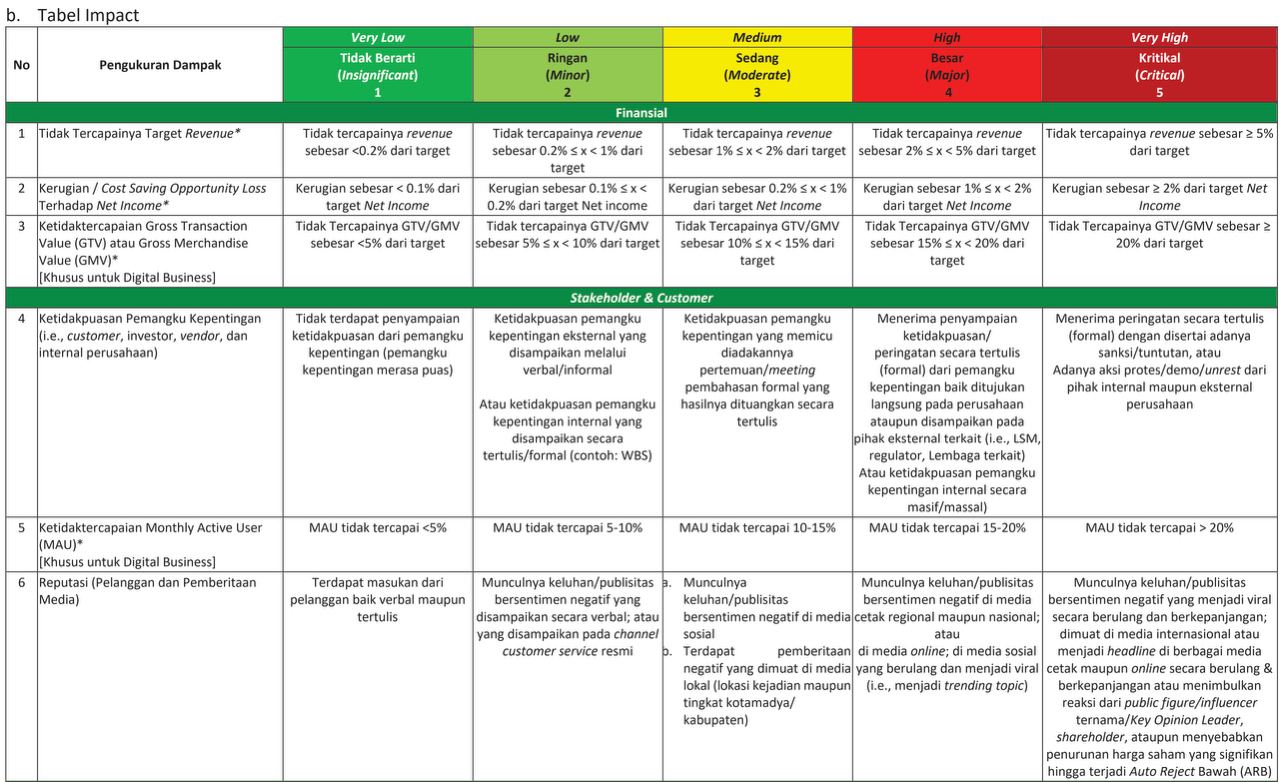 b. Tabel Impact
No
Pengukuran Dampak
Very Low
Low
Medium
High
Very High
Tidak Berarti
(Insignificant)
1
Ringan
(Minor)
2
Sedang
(Moderate)
3
Besar
(Major)
4
Kritikal
(Critical)
5
Finansial
1
Tidak Tercapainya Target Revenue*
Tidak Tercapainya revenue
sebesar <0.2% dari target
Tidak tercapainya revenue
sebesar 0.2% ≤ x < 1% dari
target
Tidak tercapainya revenue
sebesar 1% ≤ x < 2% dari target
Tidak tercapainya revenue
sebesar 2% ≤ x < 5% dari target
Tidak tercapainya revenue sebesar ≥ 5%
dari target
2
Kerugian / Cost Saving Opportunity Loss
Terhadap Net Income*
Kerugian sebesar < 0.1% dari
target Net Income
Kerugian sebesar 0.1% ≤ x <
0.2% dari target Net income
Kerugian sebesar 0.2% ≤ x < 1%
dari target Net Income
Kerugian sebesar 1% ≤ x < 2%
dari target Net Income
Kerugian sebesar ≥ 2% dari target Net
Income
3
Ketidaktercapaian Gross Transaction
Value (GTV) atau Gross Merchandise
Value (GMV)*
[Khusus untuk Digital Business]
Tidak Tercapainya GTV/GMV
sebesar <5% dari target
Tidak tercapainya GTV/GMV
sebesar 5% ≤ x < 10% dari target
Tidak Tercapainya GTV/GMV
sebesar 10% ≤ x < 15% dari
target
Tidak Tercapainya GTV/GMV
sebesar 15% ≤ x < 20% dari
target
Tidak Tercapainya GTV/GMV sebesar ≥
20% dari target
Stakeholder & Customer
4
Ketidakpuasan Pemangku Kepentingan
(i.e., customer, investor, vendor, dan
internal perusahaan)
Tidak terdapat penyampaian
ketidakpuasan dari pemangku
kepentingan (pemangku
kepentingan merasa puas)
Ketidakpuasan pemangku
kepentingan eksternal yang
disampaikan melalui
verbal/informal
Atau ketidakpuasan pemangku
kepentingan internal yang
disampaikan secara
tertulis/formal (contoh: WBS)
Ketidakpuasan pemangku
kepentingan yang memicu
diadakannya
pertemuan/meeting
pembahasan formal yang
hasilnya dituangkan secara
tertulis
Menerima penyampaian
ketidakpuasan/
peringatan secara tertulis
(formal) dari pemangku
kepentingan baik ditujukan
langsung pada perusahaan
ataupun disampaikan pada
pihak eksternal terkait (i.e., LSM,
regulator, Lembaga terkait)
Atau ketidakpuasan pemangku
kepentingan internal secara
masif/massal)
Menerima peringatan secara tertulis
(formal) dengan disertai adanya
sanksi/tuntutan, atau
Adanya aksi protes/demo/unrest dari
pihak internal maupun eksternal
perusahaan
5
Ketidaktercapaian Monthly Active User
(MAU)*
[Khusus untuk Digital Business]
MAU tidak tercapai <5%
MAU tidak tercapai 5-10%
MAU tidak tercapai 10-15%
MAU tidak tercapai 15-20%
MAU tidak tercapai > 20%
6
Reputasi (Pelanggan dan Pemberitaan
Media)
Terdapat masukan dari
pelanggan baik verbal maupun
tertulis
Munculnya keluhan/publisitas
bersentimen negatif yang
disampaikan secara verbal; atau
yang disampaikan pada channel
customer service resmi
a. Munculnya
keluhan/publisitas
bersentimen negatif di media
sosial
b. Terdapat pemberitaan
negatif yang dimuat di media
lokal (lokasi kejadian maupun
tingkat kotamadya/
kabupaten)
Munculnya keluhan/publisitas
bersentimen negatif di media
cetak regional maupun nasional;
atau
di media online; di media sosial
yang berulang dan menjadi viral
(i.e., menjadi trending topic)
Munculnya keluhan/publisitas
bersentimen negatif yang menjadi viral
secara berulang dan berkepanjangan;
dimuat di media internasional atau
menjadi headline di berbagai media
cetak maupun online secara berulang &
berkepanjangan atau menimbulkan
reaksi dari public figure/influencer
ternama/Key Opinion Leader,
shareholder, ataupun menyebabkan
penurunan harga saham yang signifikan
hingga terjadi Auto Reject Bawah (ARB)